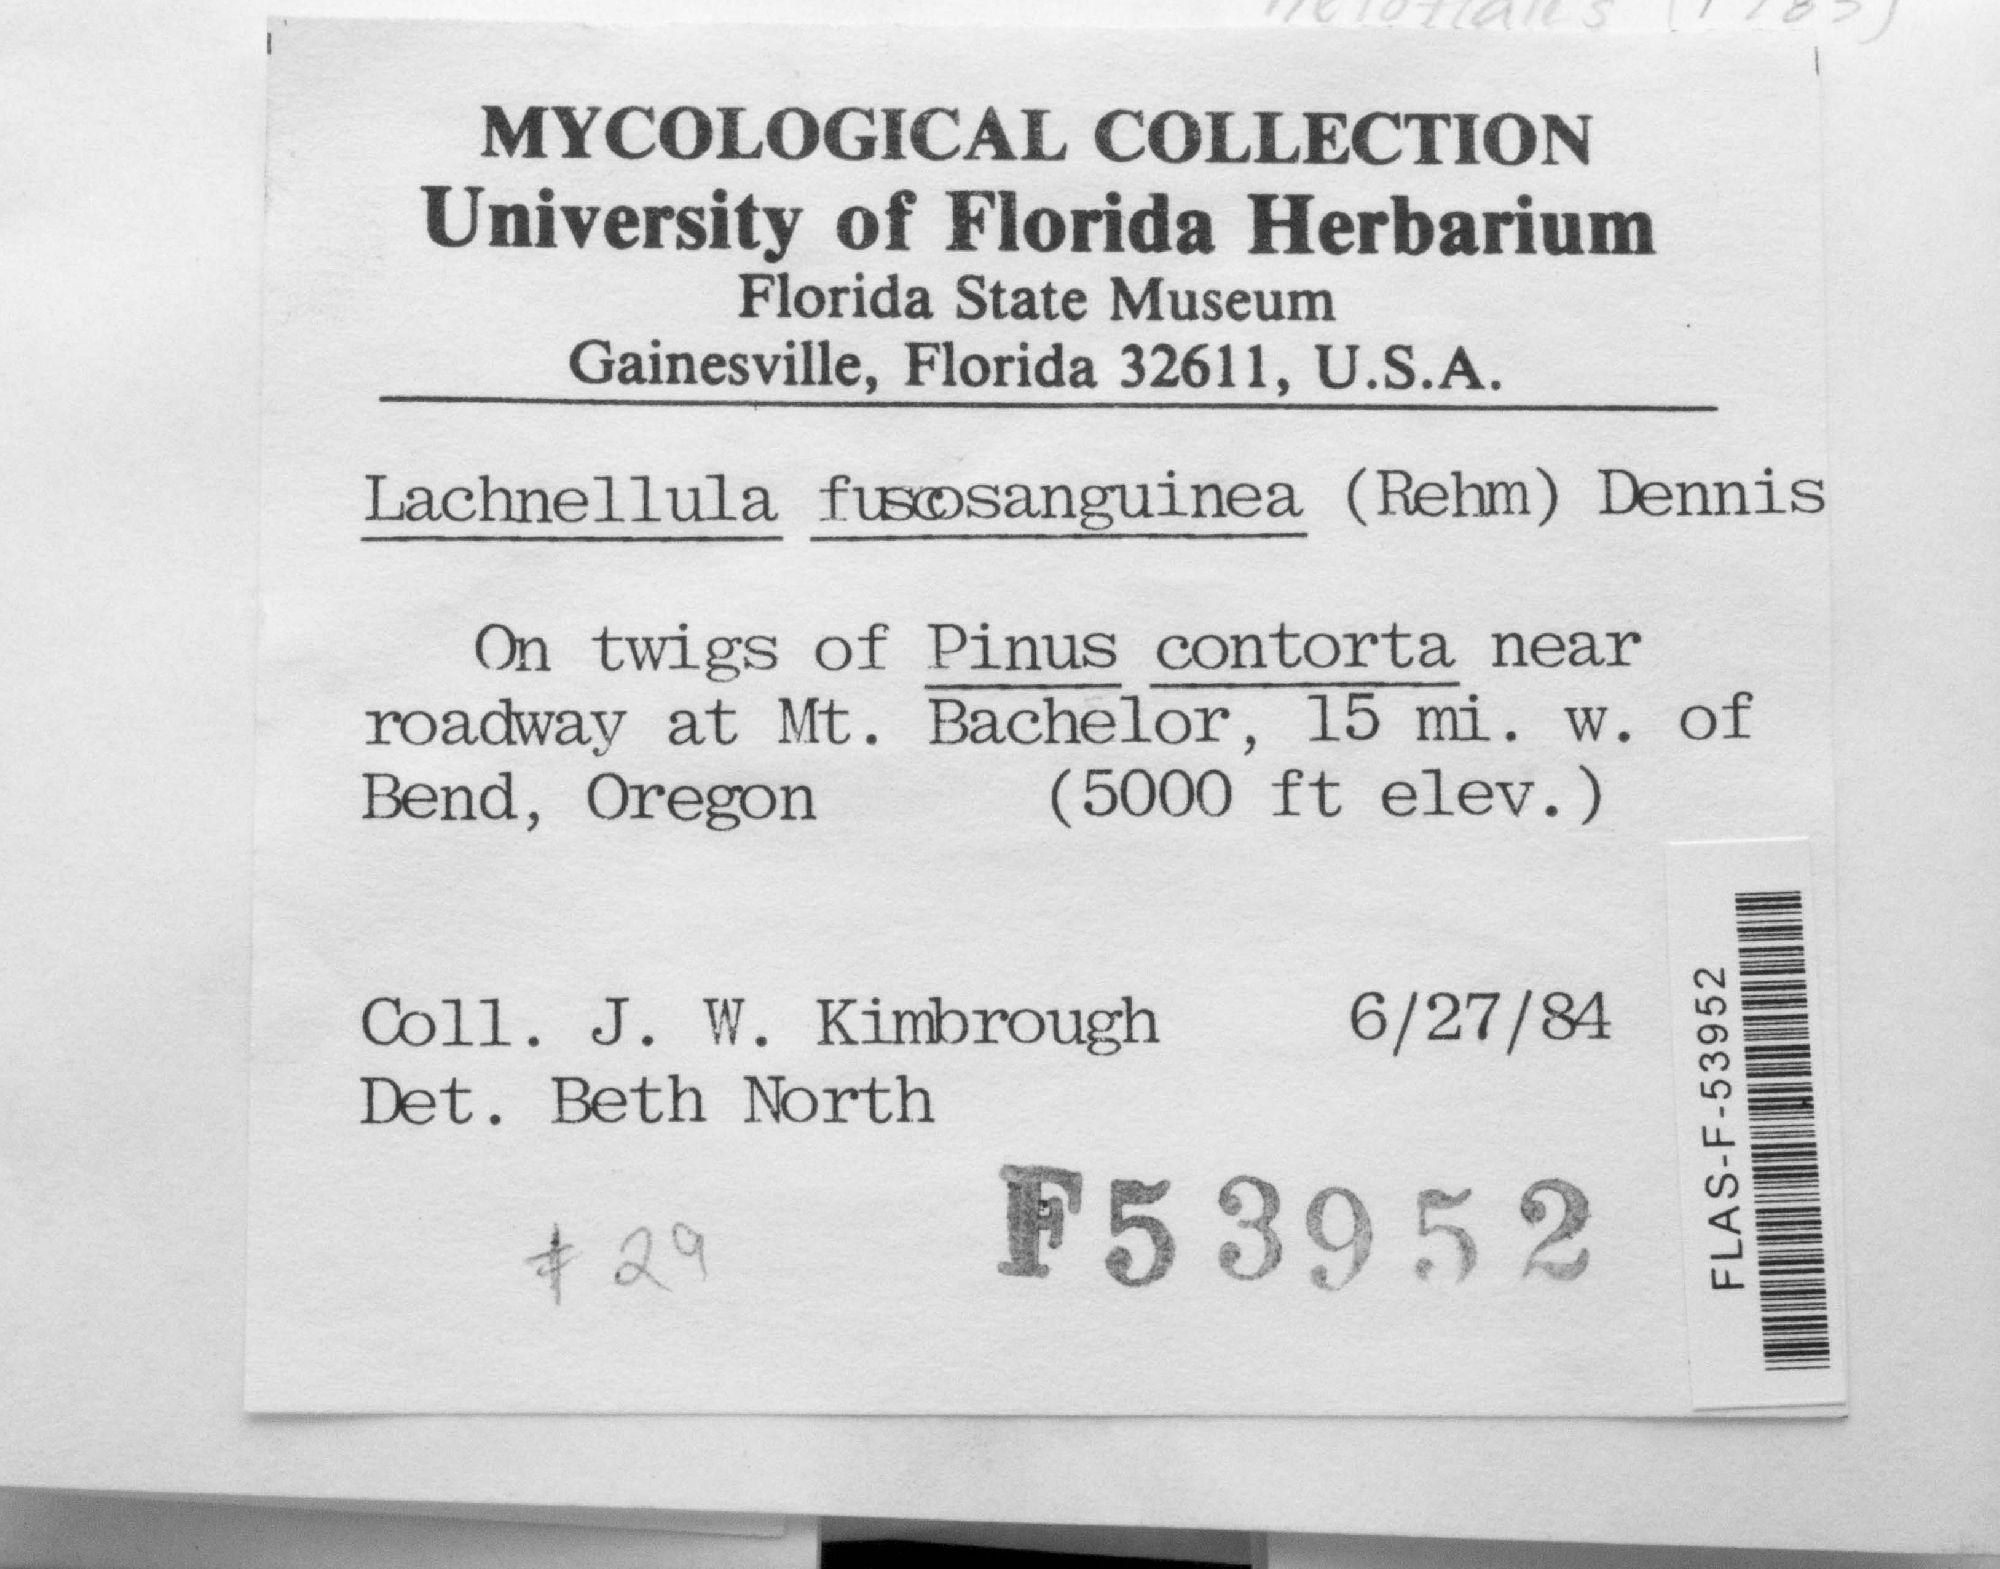 MYCOLOGICAL COLLECTION
University of Florida Herbarium
Florida State Museum
Gainesville, Florida 32611, U.S.A.
Lachnellula fuscosanguinea (Rehm) Dennis
On twigs of Pinus contorta near
roadway at Mt. Bachelor, 15 mi. w. of
Bend, Oregon (5000 ft elev.)
Coll. J. W. Kimbrough 6/27/84
Det. Beth North
# 29
F53952
FLAS-F-53952